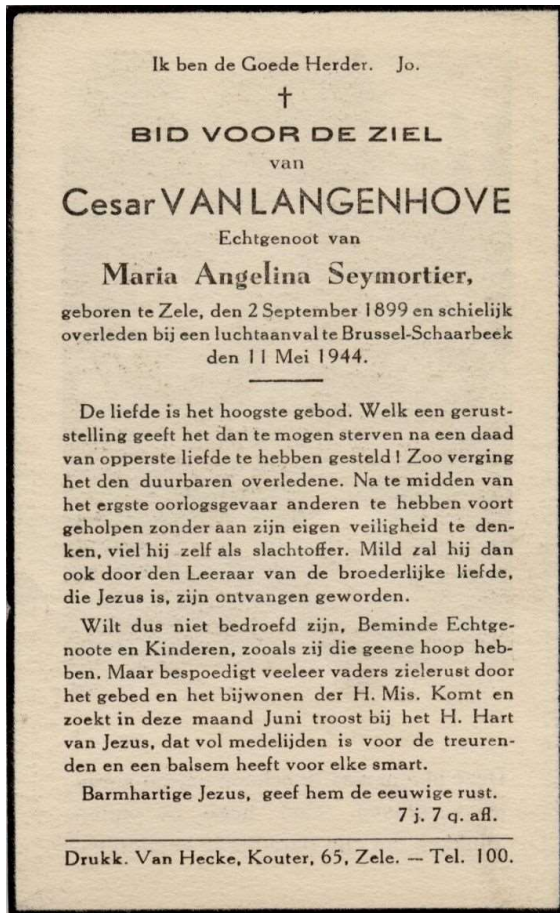 Ik ben de Goede Herder. Jo.
†
BID VOOR DE ZIEL
van
Cesar VAN LANGENHOVE
Echtgenoot van
Maria Angelina Seymortier,
geboren te Zele, den 2 September 1899 en schielijk
overleden bij een luchtaanval te Brussel-Schaarbeek
den 11 Mei 1944.
De liefde is het hoogste gebod. Welk een gerust-
stelling geeft het dan te mogen sterven na een daad
van opperste liefde te hebben gesteld! Zoo verging
het den duurbaren overledene. Na te midden van
het ergste oorlogsgevaar anderen te hebben voort
geholpen zonder aan zijn eigen veiligheid te den-
ken, viel hij zelf als slachtoffer. Mild zal hij dan
ook door den Leeraar van de broederlijke liefde,
die Jezus is, zijn ontvangen geworden.
Wilt dus niet bedroefd zijn, Beminde Echtge-
noote en Kinderen, zooals zij die geene hoop heb-
ben. Maar bespoedigt veeleer vaders zielerust door
het gebed en het bijwonen der H. Mis. Komt en
zoekt in deze maand Juni troost bij het H. Hart
van Jezus, dat vol medelijden is voor de treuren-
den en een balsem heeft voor elke smart.
Barmhartige Jezus, geef hem de eeuwige rust.
7 j. 7 q. afl.
Drukk. Van Hecke, Kouter, 65, Zele. — Tel. 100.